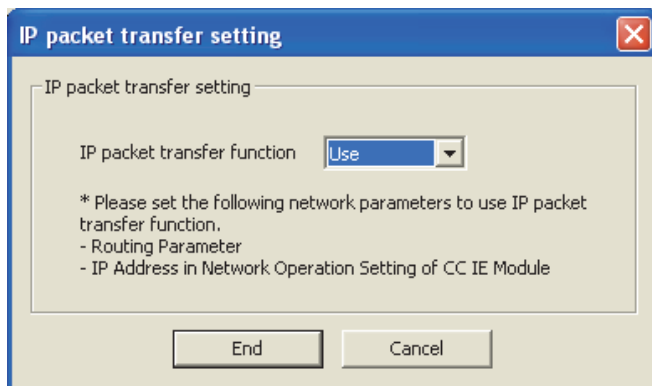 IP packet transfer setting
IP packet transfer setting
IP packet transfer function
Use
* Please set the following network parameters to use IP packet
transfer function.
- Routing Parameter
- IP Address in Network Operation Setting of CC IE Module
End
Cancel